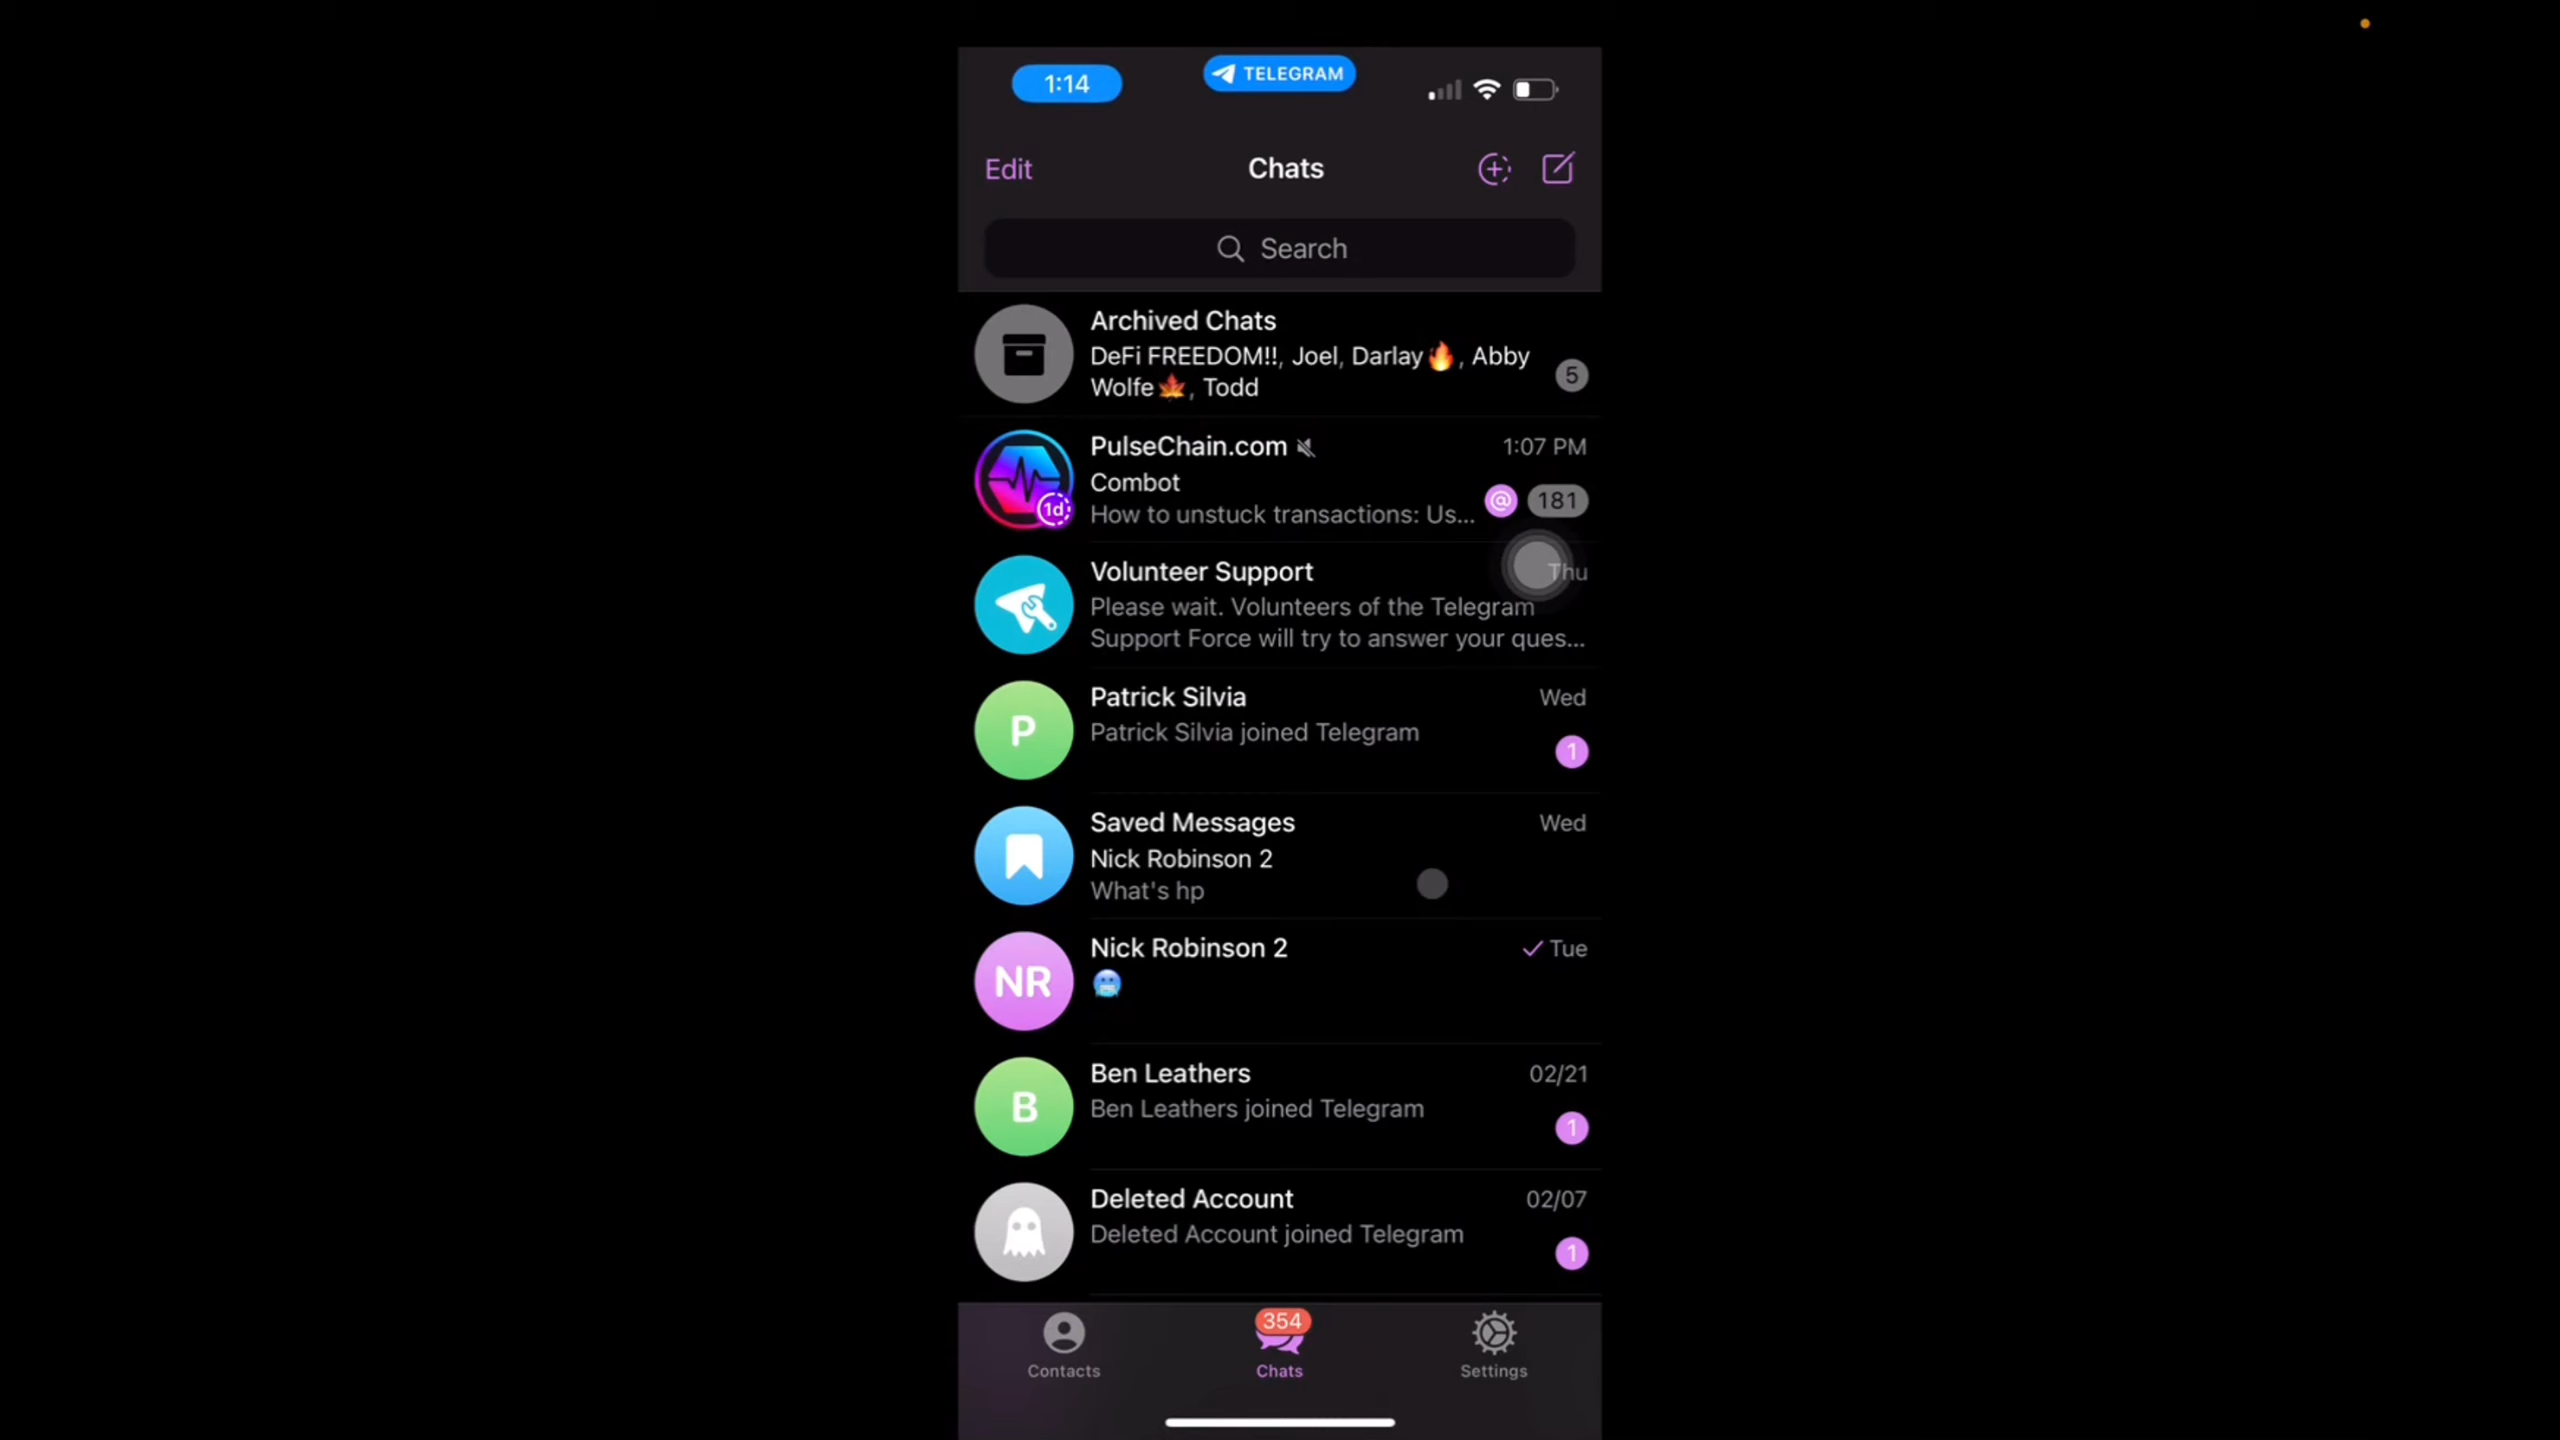 1:14
TELEGRAM
Edit
Chats
Search
Archived Chats
DeFi FREEDOM!!, Joel, Darlay🔥, Abby
Wolfe🍁, Todd
5
PulseChain.com
1:07 PM
Combot
How to unstuck transactions: Us...
@
181
1d
Volunteer Support
Thu
Please wait. Volunteers of the Telegram
Support Force will try to answer your ques...
P
Patrick Silvia
Wed
Patrick Silvia joined Telegram
1
Saved Messages
Wed
Nick Robinson 2
What's hp
NR
Nick Robinson 2
Tue
🥶
B
Ben Leathers
02/21
Ben Leathers joined Telegram
1
Deleted Account
02/07
Deleted Account joined Telegram
1
354
Contacts
Chats
Settings